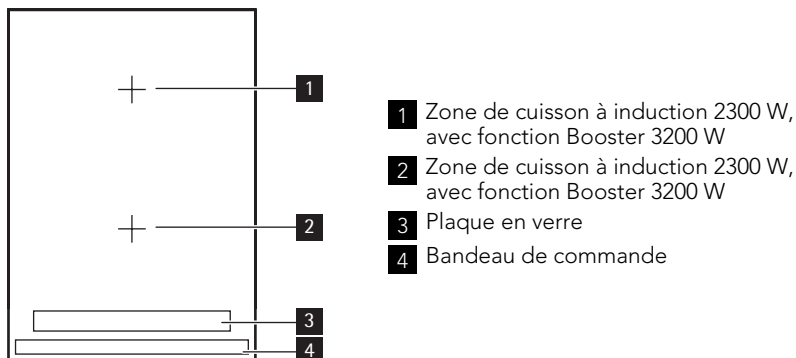 1
2
3
4
1 Zone de cuisson à induction 2300 W,
avec fonction Booster 3200 W
2 Zone de cuisson à induction 2300 W,
avec fonction Booster 3200 W
3 Plaque en verre
4 Bandeau de commande